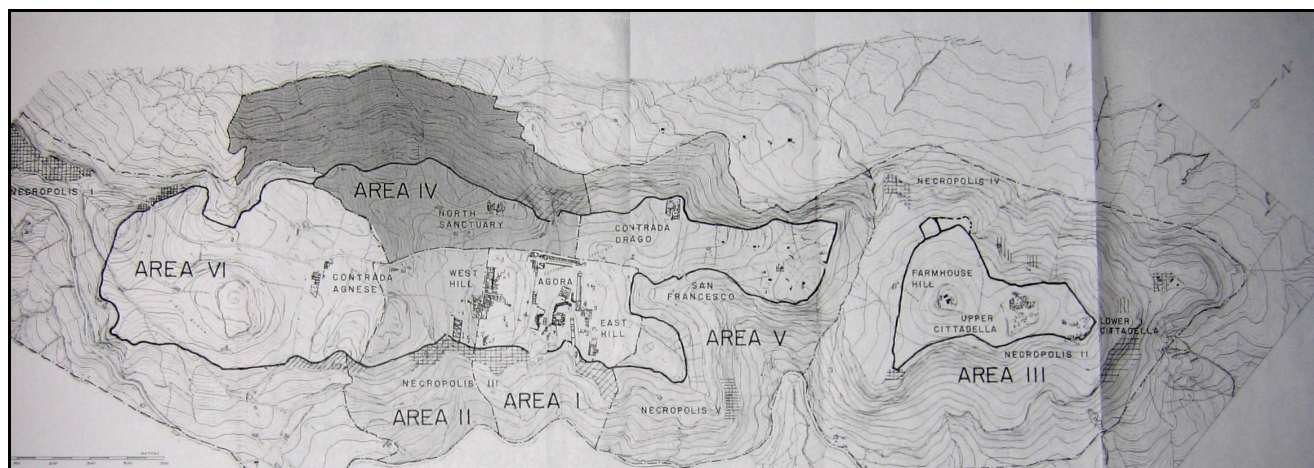 NECROPOLIS I
AREA VI
AREA IV
NORTH
SANCTUARY
CONTRADA
AGNESE
WEST
HILL
AGORA
EAST
HILL
CONTRADA
DRAGO
SAN
FRANCESCO
AREA V
NECROPOLIS III
AREA II
AREA I
NECROPOLIS V
NECROPOLIS IV
FARMHOUSE
HILL
UPPER
CITTADELLA
LOWER
CITTADELLA
NECROPOLIS II
AREA III
N
METERS